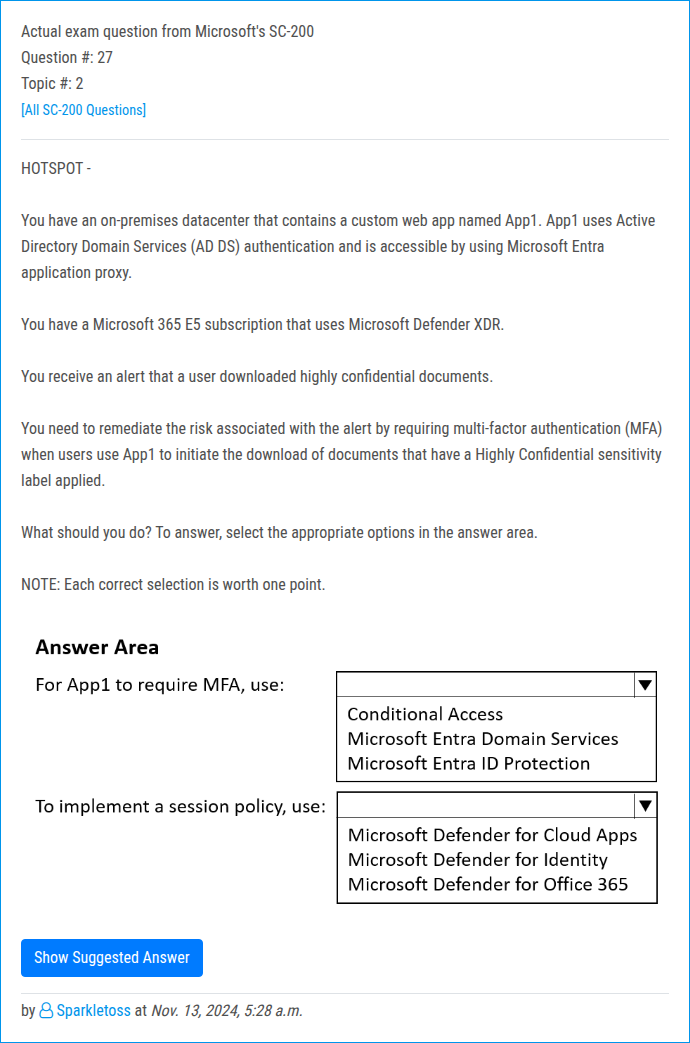 Actual exam question from Microsoft's SC-200
Question #: 27
Topic #: 2
[All SC-200 Questions]
HOTSPOT -
You have an on-premises datacenter that contains a custom web app named App1. App1 uses Active
Directory Domain Services (AD DS) authentication and is accessible by using Microsoft Entra
application proxy.
You have a Microsoft 365 E5 subscription that uses Microsoft Defender XDR.
You receive an alert that a user downloaded highly confidential documents.
You need to remediate the risk associated with the alert by requiring multi-factor authentication (MFA)
when users use App1 to initiate the download of documents that have a Highly Confidential sensitivity
label applied.
What should you do? To answer, select the appropriate options in the answer area.
NOTE: Each correct selection is worth one point.
Answer Area
For App1 to require MFA, use:
Conditional Access
Microsoft Entra Domain Services
Microsoft Entra ID Protection
To implement a session policy, use:
Microsoft Defender for Cloud Apps
Microsoft Defender for Identity
Microsoft Defender for Office 365
Show Suggested Answer
by Sparkletoss at Nov. 13, 2024, 5:28 a.m.